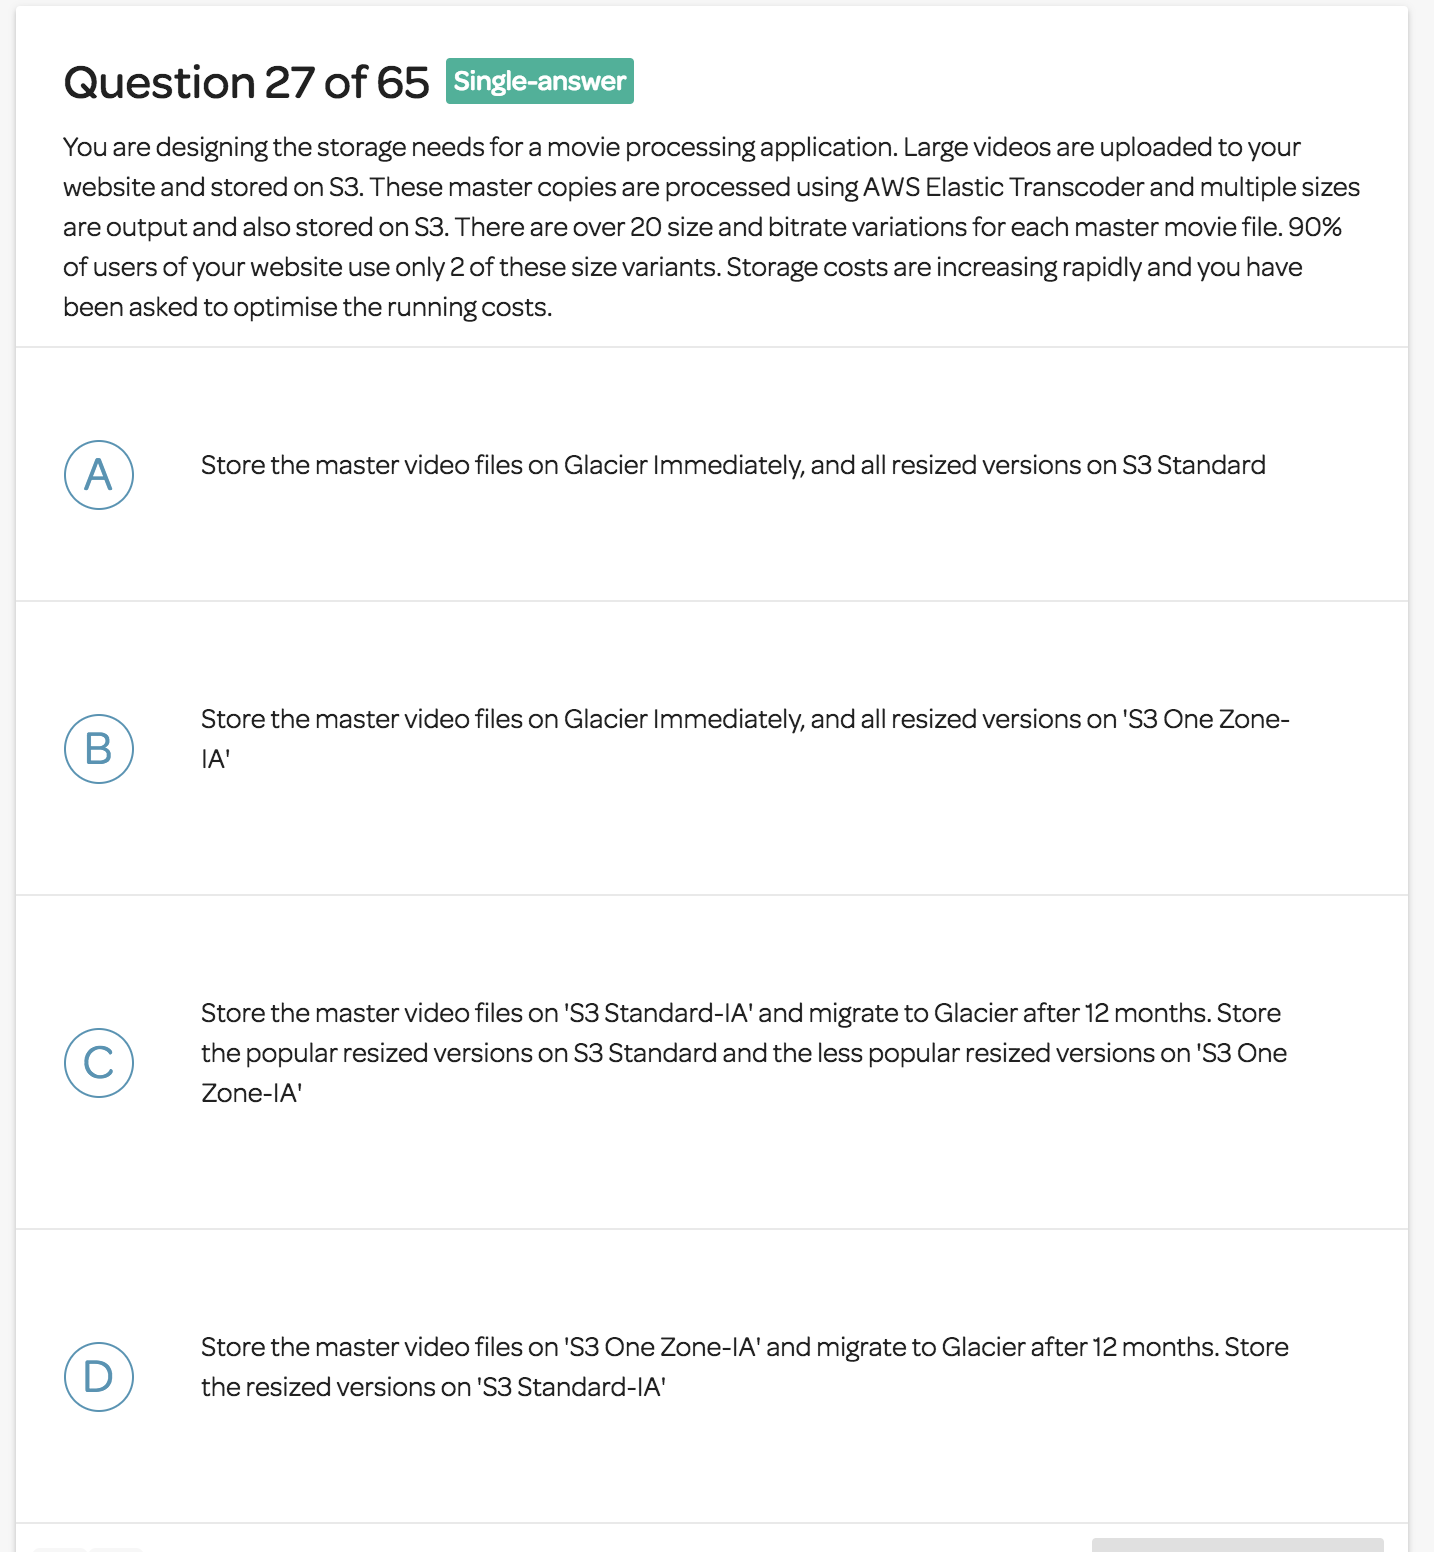 Question 27 of 65 Single-answer
You are designing the storage needs for a movie processing application. Large videos are uploaded to your
website and stored on S3. These master copies are processed using AWS Elastic Transcoder and multiple sizes
are output and also stored on S3. There are over 20 size and bitrate variations for each master movie file. 90%
of users of your website use only 2 of these size variants. Storage costs are increasing rapidly and you have
been asked to optimise the running costs.
A
Store the master video files on Glacier Immediately, and all resized versions on S3 Standard
B
Store the master video files on Glacier Immediately, and all resized versions on 'S3 One Zone-
IA'
C
Store the master video files on 'S3 Standard-IA' and migrate to Glacier after 12 months. Store
the popular resized versions on S3 Standard and the less popular resized versions on 'S3 One
Zone-IA'
D
Store the master video files on 'S3 One Zone-IA' and migrate to Glacier after 12 months. Store
the resized versions on 'S3 Standard-IA'